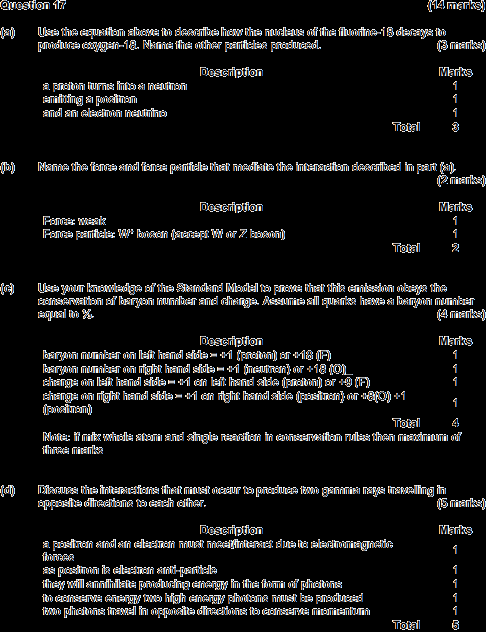 Question 17 (14 marks)
(a) Use the equation above to describe how the nucleus of the fluorine-18 decays to
produce oxygen-18. Name the other particles produced. (3 marks)
Description Marks
a proton turns into a neutron 1
emitting a positron 1
and an electron neutrino 1
Total 3
(b) Name the force and force particle that mediate the interaction described in part (a).
(2 marks)
Description Marks
Force: weak 1
Force particle: W⁺ boson (accept W or Z boson) 1
Total 2
(c) Use your knowledge of the Standard Model to prove that this emission obeys the
conservation of baryon number and charge. Assume all quarks have a baryon number
equal to ⅓. (4 marks)
Description Marks
baryon number on left hand side = +1 (proton) or +18 (F) 1
baryon number on right hand side = +1 (neutron) or +18 (O)_ 1
charge on left hand side = +1 on left hand side (proton) or +9 (F) 1
charge on right hand side = +1 on right hand side (positron) or +8(O) +1
(positron) 1
Total 4
Note: if mix whole atom and single reaction in conservation rules then maximum of
three marks
(d) Discuss the interactions that must occur to produce two gamma rays travelling in
opposite directions to each other. (5 marks)
Description Marks
a positron and an electron must meet/interact due to electromagnetic
forces 1
as positron is electron anti-particle 1
they will annihilate producing energy in the form of photons 1
to conserve energy two high energy photons must be produced 1
two photons travel in opposite directions to conserve momentum 1
Total 5